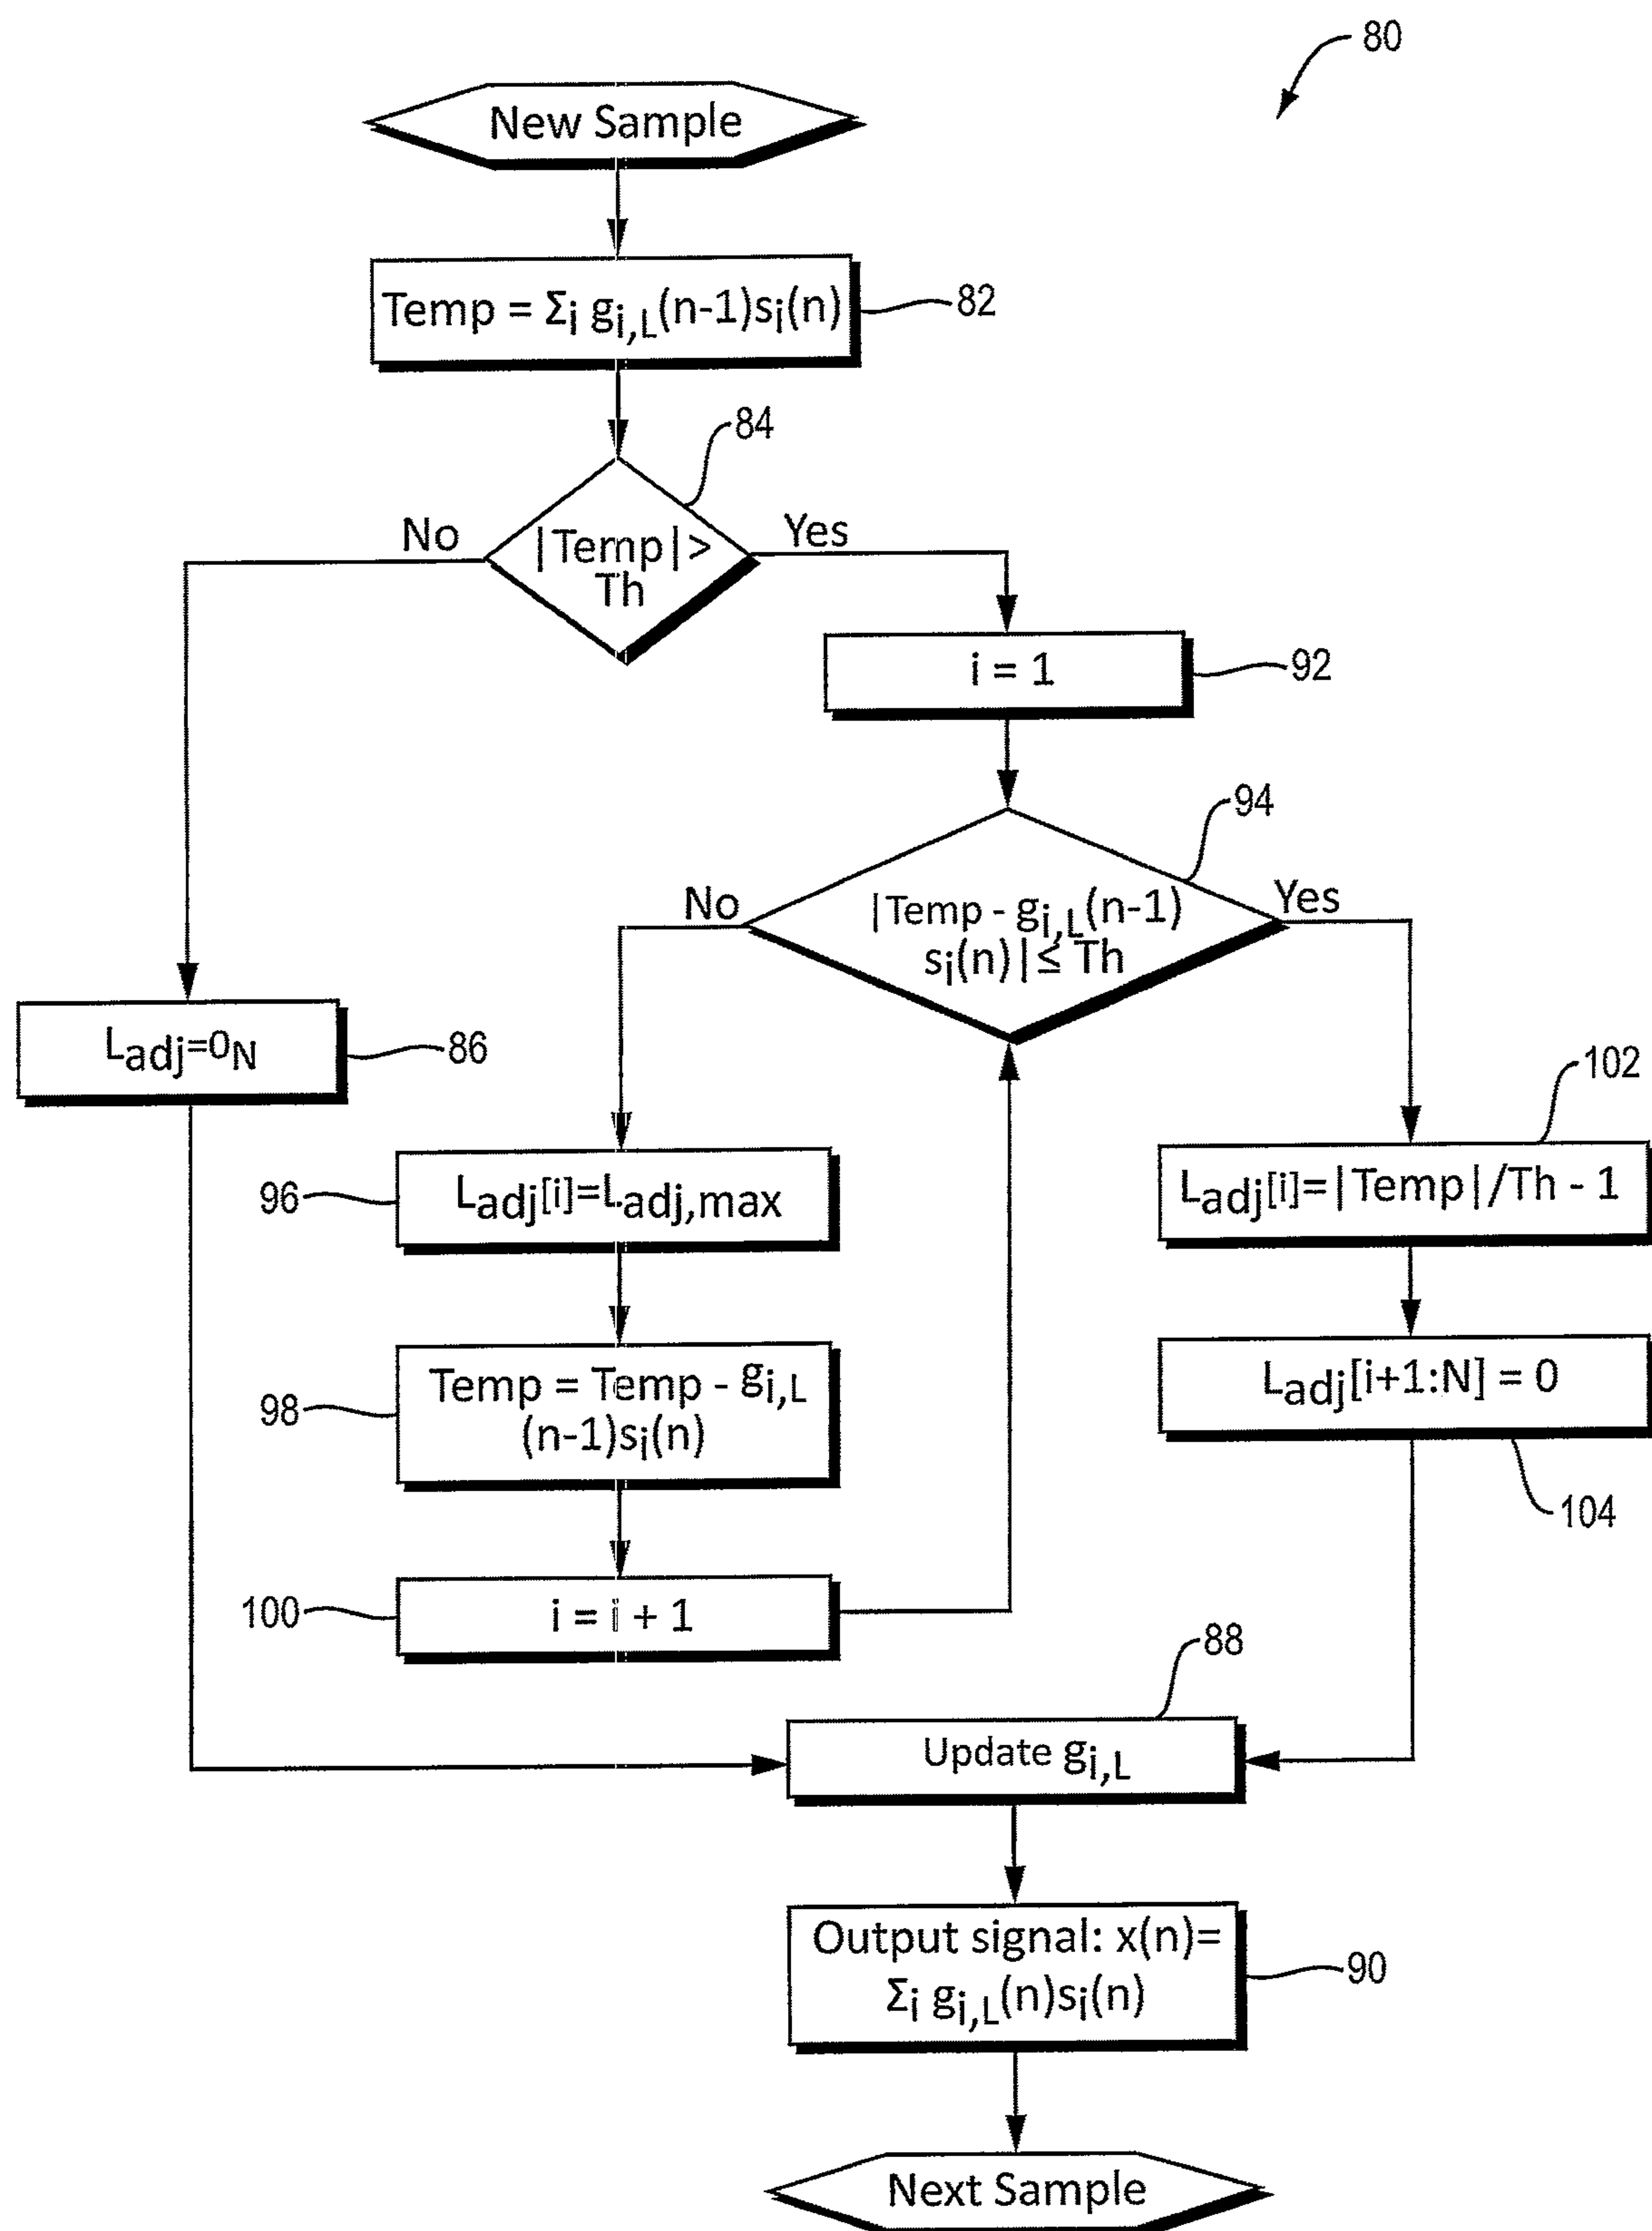 80
New Sample
Temp = Σi gi,L(n-1)si(n)
82
84
No
|Temp|>
Th
Yes
i = 1
92
94
No
|Temp - gi,L(n-1)
si(n)|≤ Th
Yes
Ladj=0N
86
102
96
Ladj[i]=Ladj,max
Ladj[i]=|Temp|/Th - 1
98
Temp = Temp - gi,L
(n-1)si(n)
Ladj[i+1:N] = 0
104
100
i = i + 1
88
Update gi,L
Output signal: x(n)=
Σi gi,L(n)si(n)
90
Next Sample